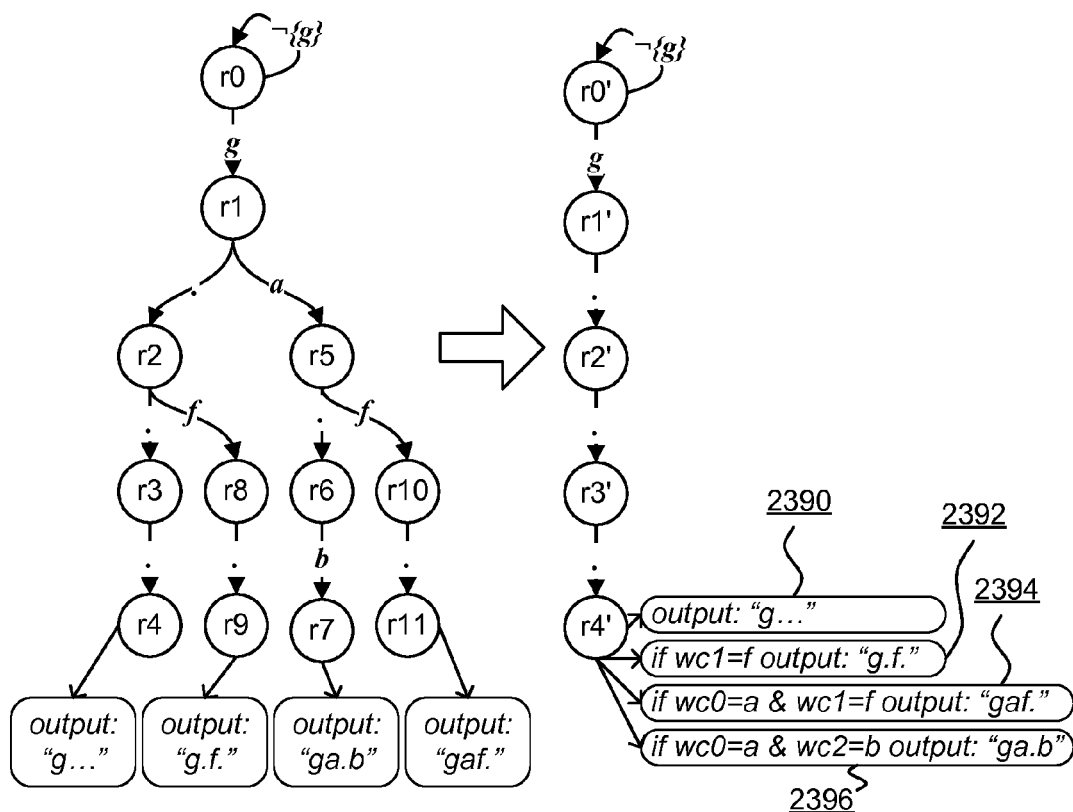 ¬{g}
r0
g
r1
.
a
r2
r5
.
f
.
f
r3
r8
r6
r10
.
.
b
.
r4
r9
r7
r11
output:
“g…”
output:
“g.f.”
output:
“ga.b”
output:
“gaf.”
¬{g}
r0'
g
r1'
.
r2'
.
r3'
.
r4'
2390
2392
2394
output: “g…”
if wc1=f output: “g.f.”
if wc0=a & wc1=f output: “gaf.”
if wc0=a & wc2=b output: “ga.b”
2396